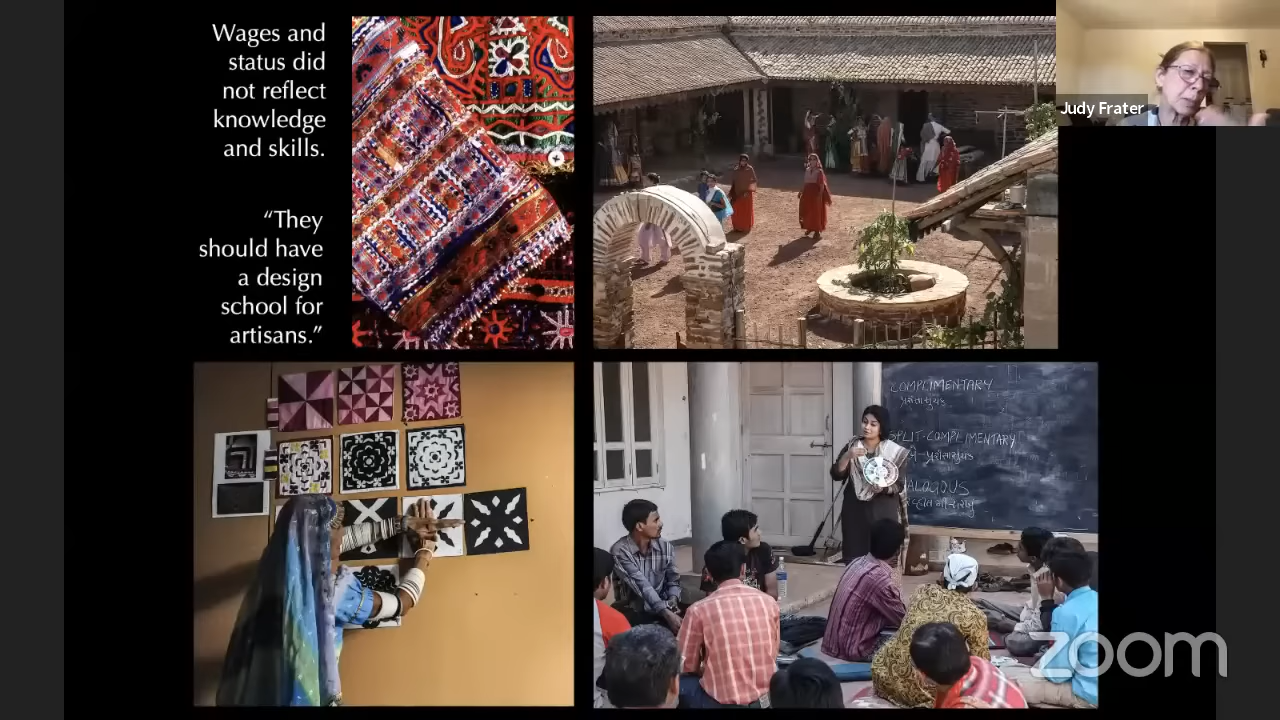 Wages and
status did
not reflect
knowledge
and skills.
“They
should have
a design
school for
artisans.”
Judy Frater
COMPLIMENTARY
SPLIT-COMPLIMENTARY
zoom